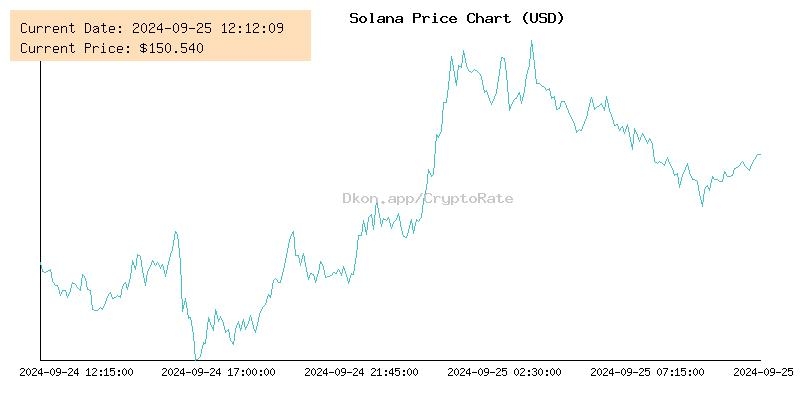 Solana Price Chart (USD)
Current Date: 2024-09-25 12:12:09
Current Price: $150.540
Dkon.app/CryptoRate
2024-09-24 12:15:00 2024-09-24 17:00:00 2024-09-24 21:45:00 2024-09-25 02:30:00 2024-09-25 07:15:00 2024-09-25